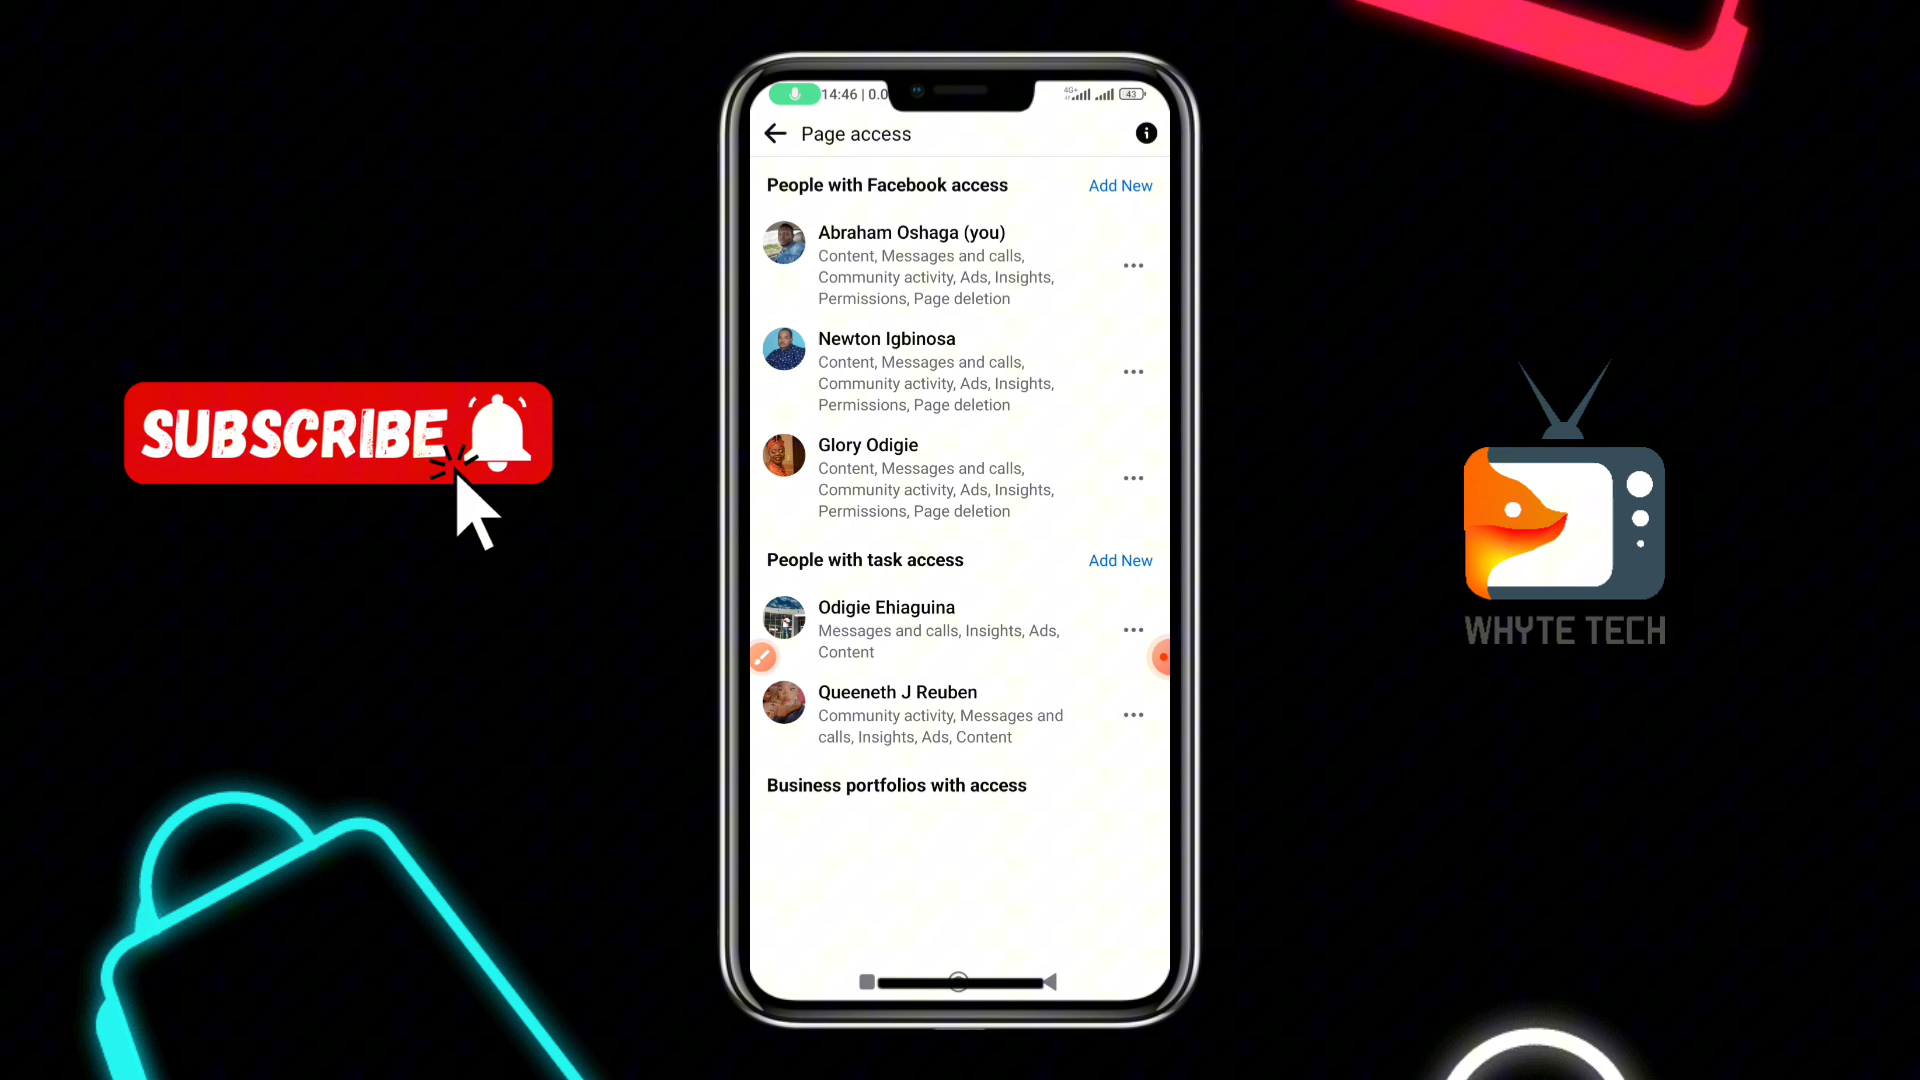 14:46 | 0.0
4G+
43
Page access
People with Facebook access
Add New
Abraham Oshaga (you)
Content, Messages and calls,
Community activity, Ads, Insights,
Permissions, Page deletion
Newton Igbinosa
Content, Messages and calls,
Community activity, Ads, Insights,
Permissions, Page deletion
Glory Odigie
Content, Messages and calls,
Community activity, Ads, Insights,
Permissions, Page deletion
People with task access
Add New
Odigie Ehiaguina
Messages and calls, Insights, Ads,
Content
Queeneth J Reuben
Community activity, Messages and
calls, Insights, Ads, Content
Business portfolios with access
SUBSCRIBE
WHYTE TECH